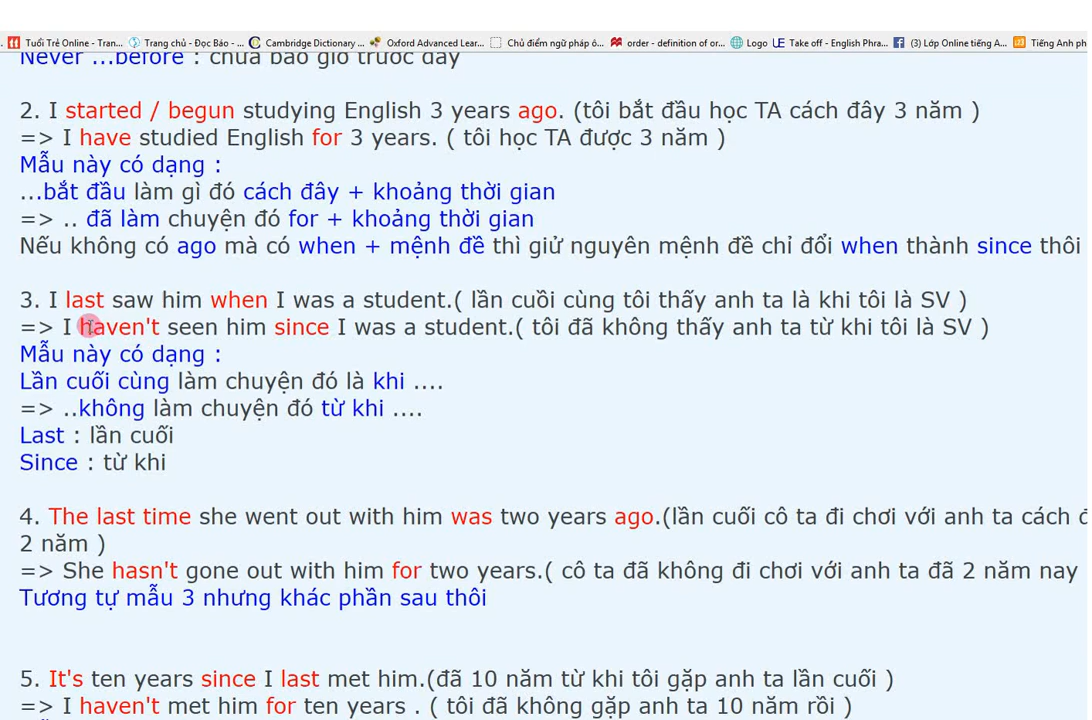 Tuổi Trẻ Online - Tran... Trang chủ - Đọc Báo - ... Cambridge Dictionary ... Oxford Advanced Lear... Chủ điểm ngữ pháp ô... order - definition of or... Logo Take off - English Phra... (3) Lớp Online tiếng A... Tiếng Anh ph
Never ...before : chưa bao giờ trước đây
2. I started / begun studying English 3 years ago. (tôi bắt đầu học TA cách đây 3 năm )
=> I have studied English for 3 years. ( tôi học TA được 3 năm )
Mẫu này có dạng :
...bắt đầu làm gì đó cách đây + khoảng thời gian
=> .. đã làm chuyện đó for + khoảng thời gian
Nếu không có ago mà có when + mệnh đề thì giử nguyên mệnh đề chỉ đổi when thành since thôi
3. I last saw him when I was a student.( lần cuồi cùng tôi thấy anh ta là khi tôi là SV )
=> I haven't seen him since I was a student.( tôi đã không thấy anh ta từ khi tôi là SV )
Mẫu này có dạng :
Lần cuối cùng làm chuyện đó là khi ....
=> ..không làm chuyện đó từ khi ....
Last : lần cuối
Since : từ khi
4. The last time she went out with him was two years ago.(lần cuối cô ta đi chơi với anh ta cách
2 năm )
=> She hasn't gone out with him for two years.( cô ta đã không đi chơi với anh ta đã 2 năm nay
Tương tự mẫu 3 nhưng khác phần sau thôi
5. It's ten years since I last met him.(đã 10 năm từ khi tôi gặp anh ta lần cuối )
=> I haven't met him for ten years . ( tôi đã không gặp anh ta 10 năm rồi )